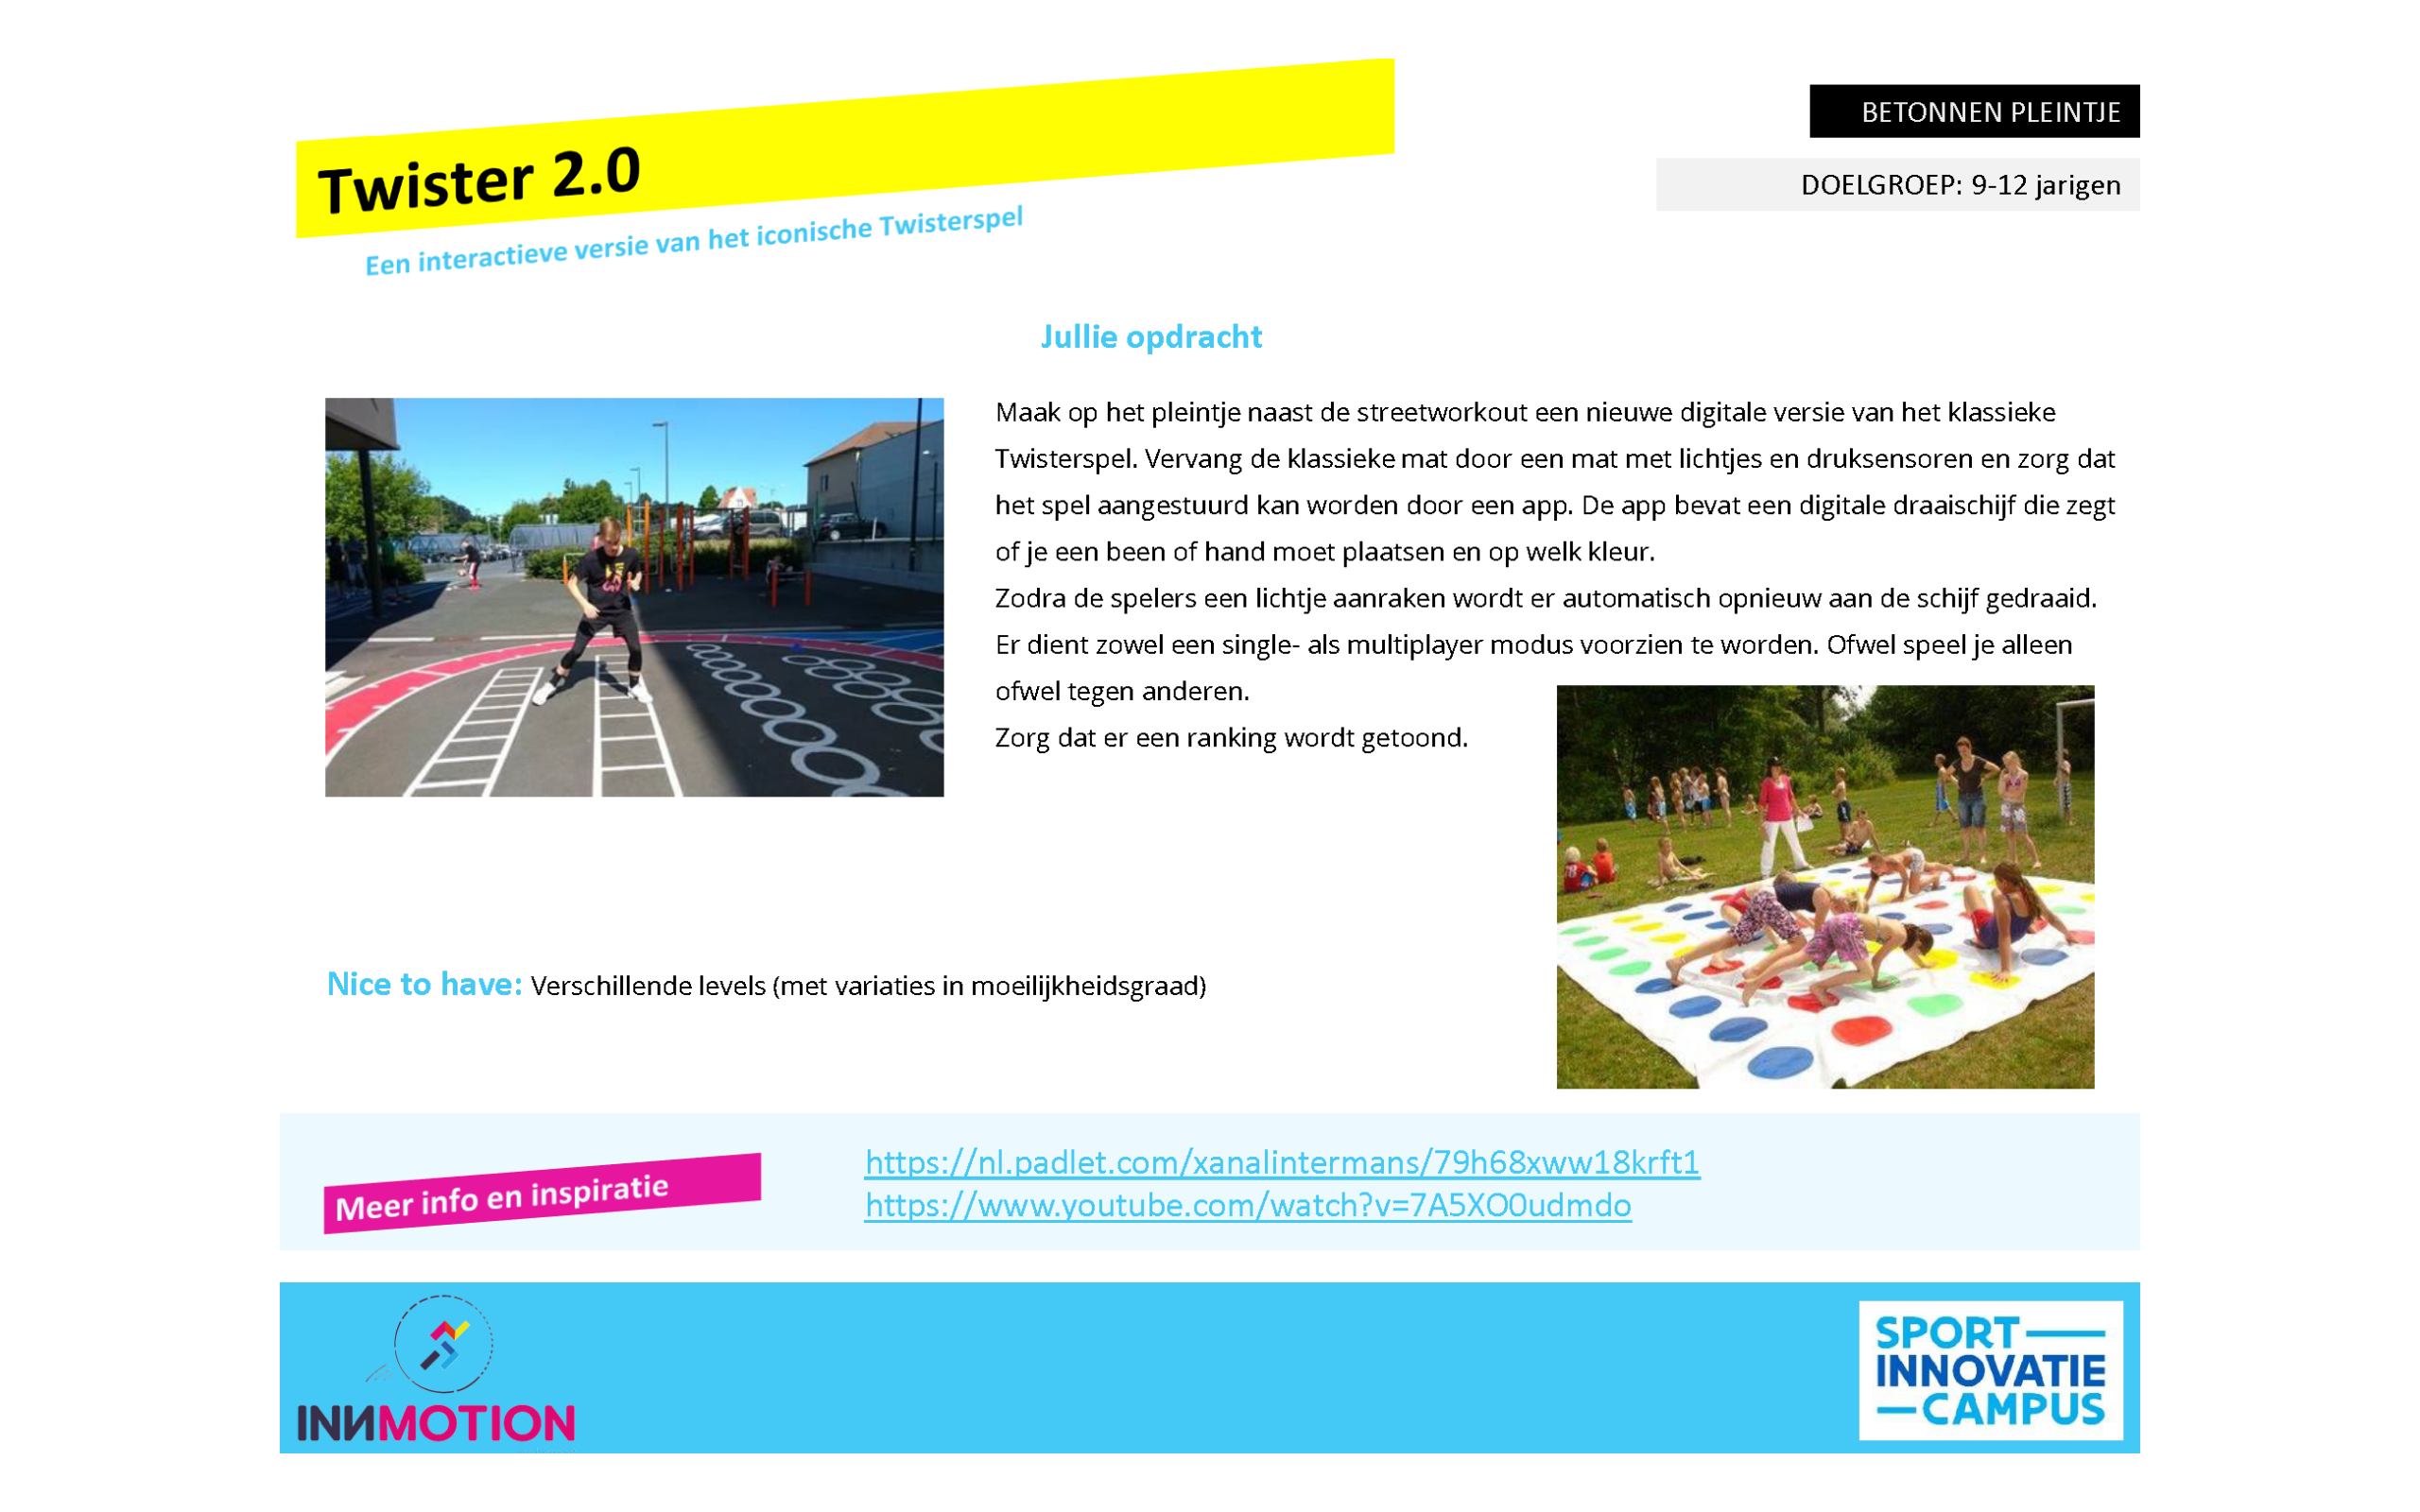 Twister 2.0
Een interactieve versie van het iconische Twisterspel
BETONNEN PLEINTJE
DOELGROEP: 9-12 jarigen
Jullie opdracht
Maak op het pleintje naast de streetworkout een nieuwe digitale versie van het klassieke
Twisterspel. Vervang de klassieke mat door een mat met lichtjes en druksensoren en zorg dat
het spel aangestuurd kan worden door een app. De app bevat een digitale draaischijf die zegt
of je een been of hand moet plaatsen en op welk kleur.
Zodra de spelers een lichtje aanraken wordt er automatisch opnieuw aan de schijf gedraaid.
Er dient zowel een single- als multiplayer modus voorzien te worden. Ofwel speel je alleen
ofwel tegen anderen.
Zorg dat er een ranking wordt getoond.
Nice to have: Verschillende levels (met variaties in moeilijkheidsgraad)
Meer info en inspiratie
https://nl.padlet.com/xanalintermans/79h68xww18krft1
https://www.youtube.com/watch?v=7A5XO0udmdo
INNMOTION
SPORT
INNOVATIE
CAMPUS